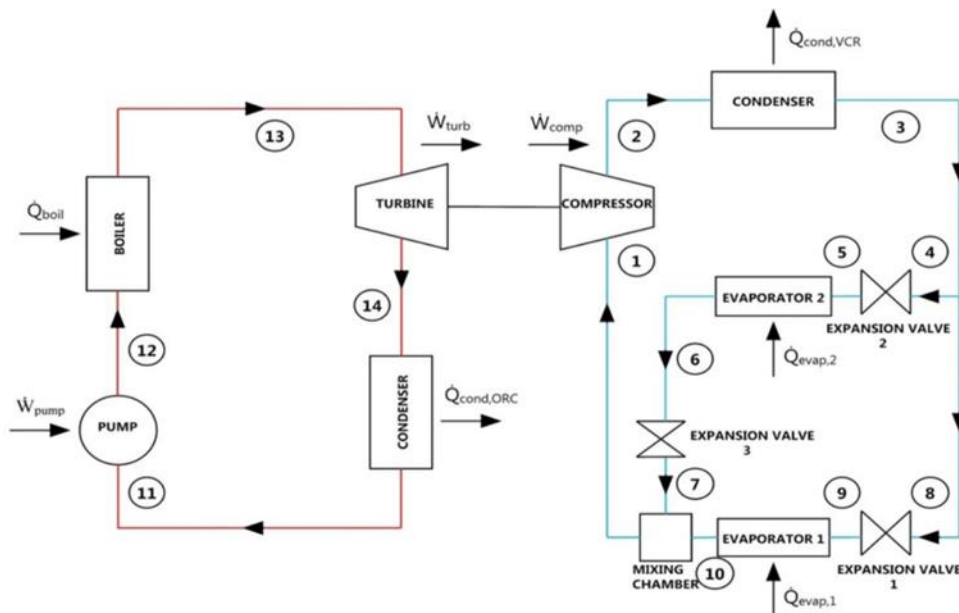 Q̇cond,VCR
CONDENSER
2
3
13
Ẇturb
Ẇcomp
TURBINE
COMPRESSOR
Q̇boil
BOILER
1
5
4
EVAPORATOR 2
EXPANSION VALVE
2
14
12
6
Q̇evap,2
Ẇpump
PUMP
CONDENSER
Q̇cond,ORC
EXPANSION VALVE
3
11
7
9
8
EVAPORATOR 1
MIXING
CHAMBER
10
EXPANSION VALVE
1
Q̇evap,1